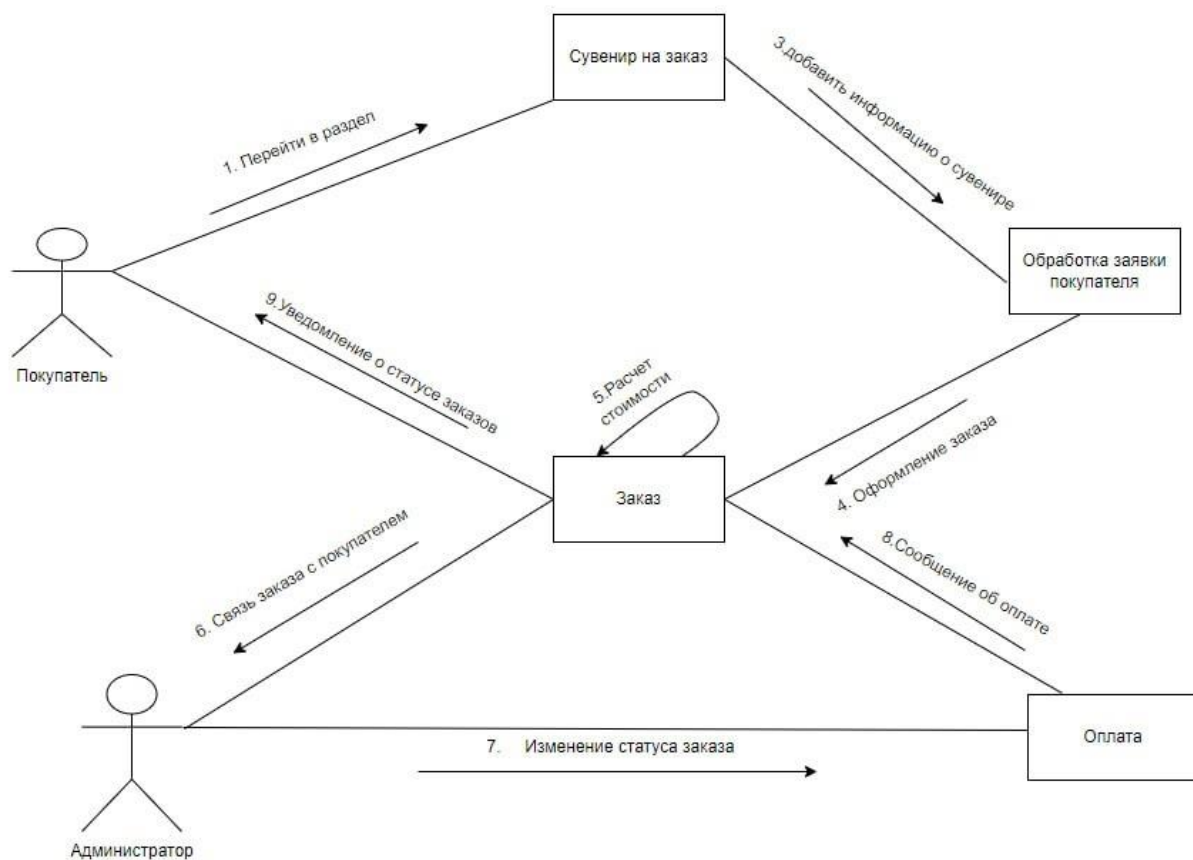 Сувенир на заказ
3.добавить информацию о сувенире
1. Перейти в раздел
Обработка заявки
покупателя
Покупатель
9.Уведомление о статусе заказов
5.Расчет
стоимости
4. Оформление заказа
Заказ
6. Связь заказа с покупателем
8.Сообщение об оплате
Оплата
7. Изменение статуса заказа
Администратор